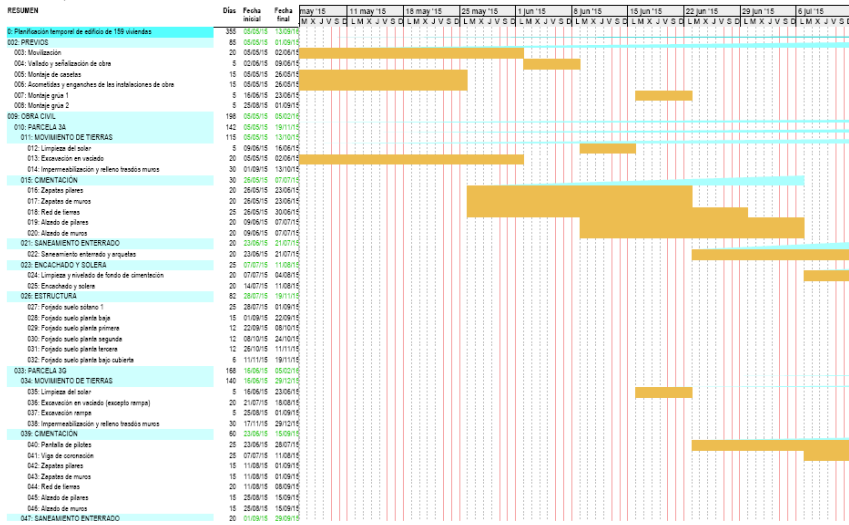 RESUMEN Días Fecha inicial Fecha final may '15 11 may '15 18 may '15 25 may '15 1 jun '15 8 jun '15 15 jun '15 22 jun '15 29 jun '15 6 jul '15
M X J V S D L M X J V S D L M X J V S D L M X J V S D L M X J V S D L M X J V S D L M X J V S D L M X J V S D L M X J V S D L M X J V S D
0: Planificación temporal de edificio de 159 viviendas 355 05/05/15 13/09/1
002: PREVIOS 85 05/05/15 01/09/15
003: Movilización 20 05/05/15 02/06/15
004: Vallado y señalización de obra 5 02/06/15 09/06/15
005: Montaje de casetas 15 05/05/15 26/05/15
006: Acometidas y enganches de las instalaciones de obra 15 05/05/15 26/05/15
007: Montaje grúa 1 5 16/06/15 23/06/15
008: Montaje grúa 2 5 25/08/15 01/09/15
009: OBRA CIVIL 198 05/05/15 05/02/1
010: PARCELA 3A 142 05/05/15 19/11/1
011: MOVIMIENTO DE TIERRAS 115 05/05/15 13/10/15
012: Limpieza del solar 5 09/06/15 16/06/15
013: Excavación en vaciado 20 05/05/15 02/06/15
014: Impermeabilización y relleno trasdós muros 30 01/09/15 13/10/15
015: CIMENTACIÓN 30 26/05/15 07/07/15
016: Zapatas pilares 20 26/05/15 23/06/15
017: Zapatas de muros 20 26/05/15 23/06/15
018: Red de tierras 25 26/05/15 30/06/15
019: Alzado de pilares 20 09/06/15 07/07/15
020: Alzado de muros 20 09/06/15 07/07/15
021: SANEAMIENTO ENTERRADO 20 23/06/15 21/07/15
022: Saneamiento enterrado y arquetas 20 23/06/15 21/07/15
023: ENCACHADO Y SOLERA 25 07/07/15 11/08/15
024: Limpieza y nivelado de fondo de cimentación 20 07/07/15 04/08/15
025: Encachado y solera 20 14/07/15 11/08/15
026: ESTRUCTURA 82 28/07/15 19/11/1
027: Forjado suelo sótano 1 25 28/07/15 01/09/15
028: Forjado suelo planta baja 15 01/09/15 22/09/15
029: Forjado suelo planta primera 12 22/09/15 08/10/15
030: Forjado suelo planta segunda 12 08/10/15 24/10/15
031: Forjado suelo planta tercera 12 26/10/15 11/11/15
032: Forjado suelo planta bajo cubierta 6 11/11/15 19/11/15
033: PARCELA 3G 168 16/06/15 05/02/1
034: MOVIMIENTO DE TIERRAS 140 16/06/15 29/12/15
035: Limpieza del solar 5 16/06/15 23/06/15
036: Excavación en vaciado (excepto rampa) 20 21/07/15 18/08/15
037: Excavación rampa 5 25/08/15 01/09/15
038: Impermeabilización y relleno trasdós muros 30 17/11/15 29/12/15
039: CIMENTACIÓN 60 23/06/15 15/09/15
040: Pantalla de pilotes 25 23/06/15 28/07/15
041: Viga de coronación 25 07/07/15 11/08/15
042: Zapatas pilares 15 11/08/15 01/09/15
043: Zapatas de muros 15 11/08/15 01/09/15
044: Red de tierras 20 11/08/15 08/09/15
045: Alzado de pilares 15 25/08/15 15/09/15
046: Alzado de muros 15 25/08/15 15/09/15
047: SANEAMIENTO ENTERRADO 20 01/09/15 29/09/15